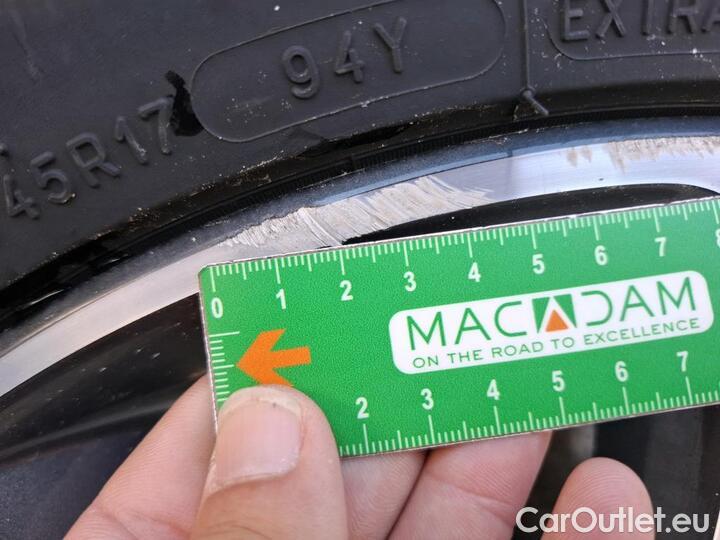 94Y
EXTRA
45R17
0 1 2 3 4 5 6 7 8
MACADAM
ON THE ROAD TO EXCELLENCE
2 3 4 5 6 7
CarOutlet.eu